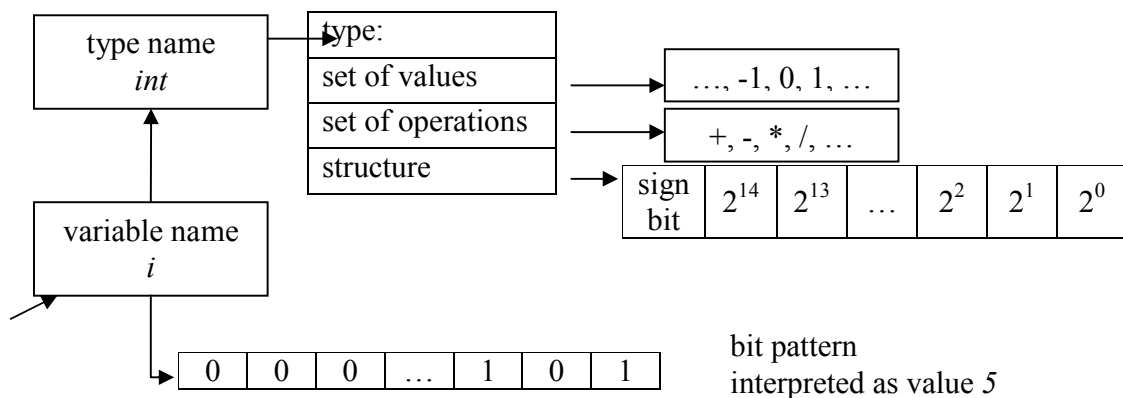 type name
int
type:
set of values
set of operations
structure
…, -1, 0, 1, …
+, -, *, /, …
sign bit 2^14 2^13 … 2^2 2^1 2^0
variable name
i
0 0 0 … 1 0 1
bit pattern
interpreted as value 5